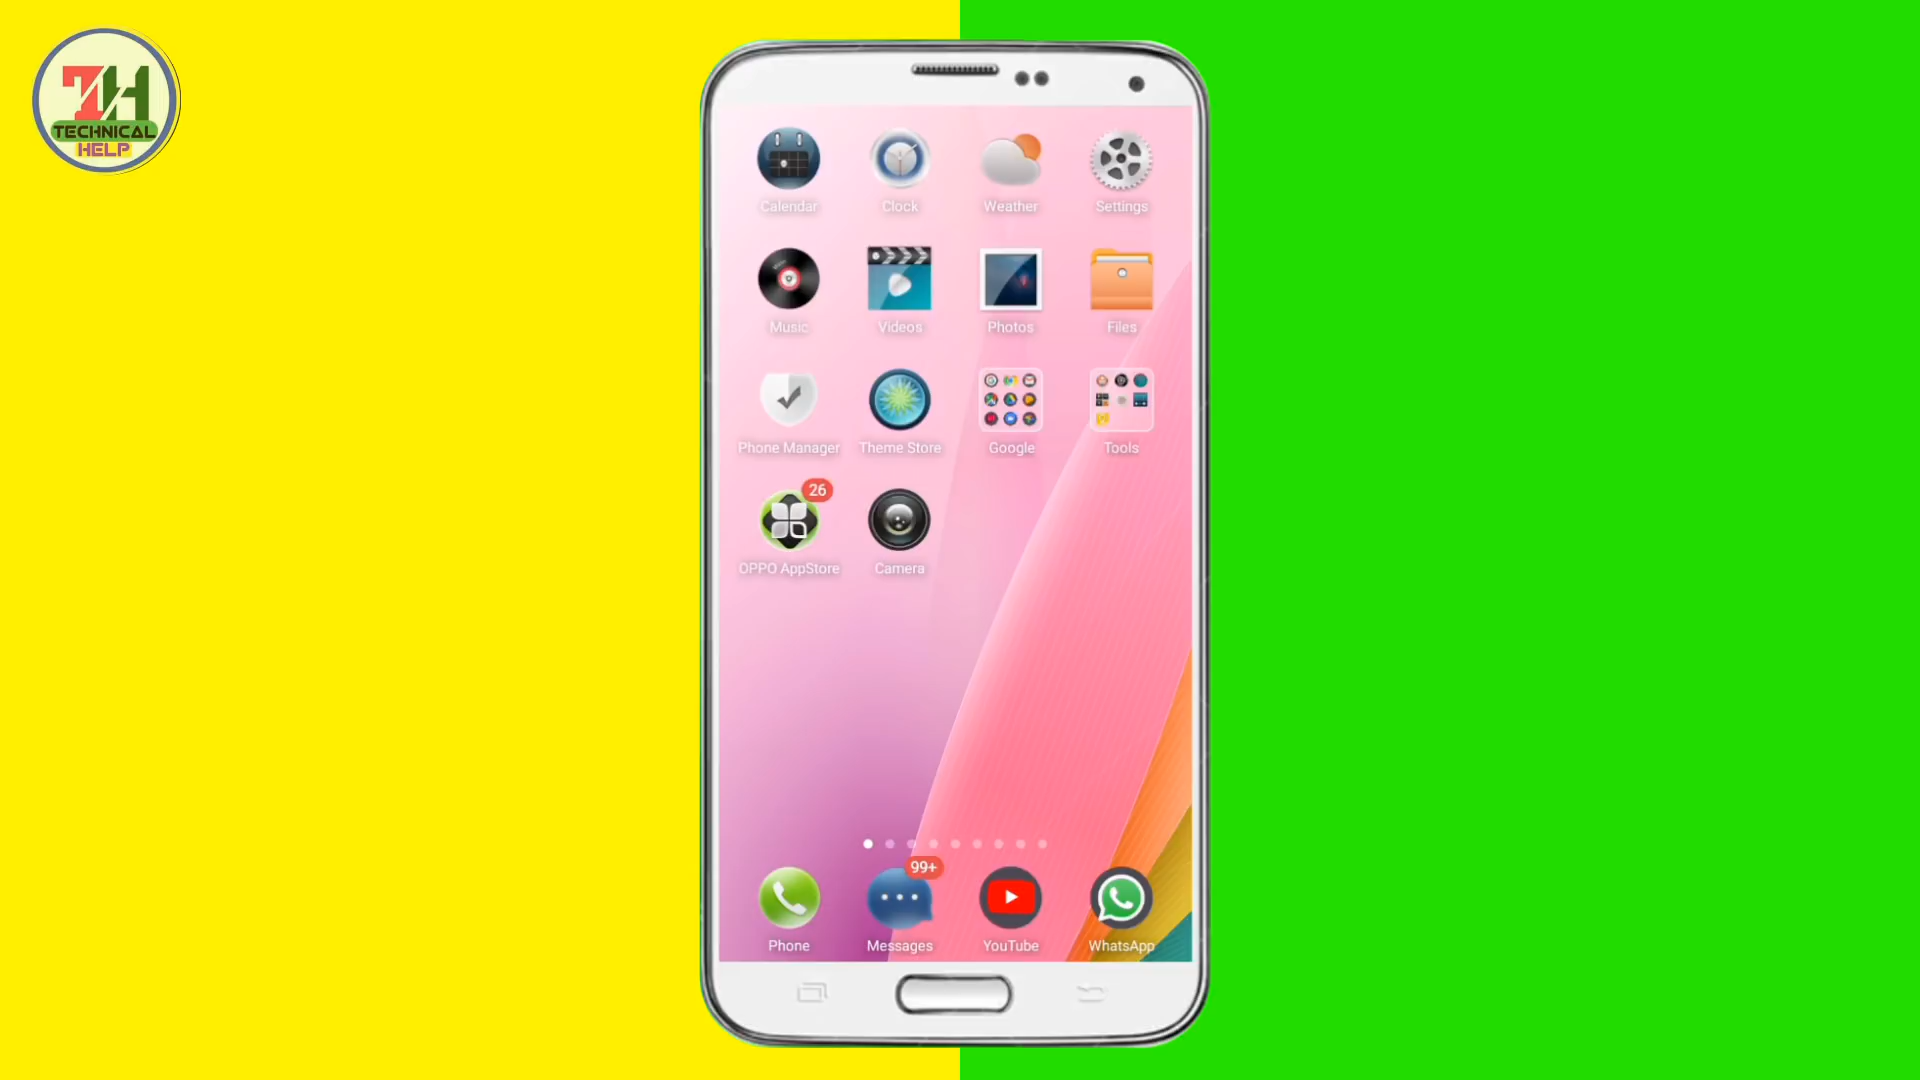 TH
TECHNICAL
HELP
Calendar
Clock
Weather
Settings
Music
Videos
Photos
Files
Phone Manager
Theme Store
Google
Tools
26
OPPO AppStore
Camera
99+
Phone
Messages
YouTube
WhatsApp